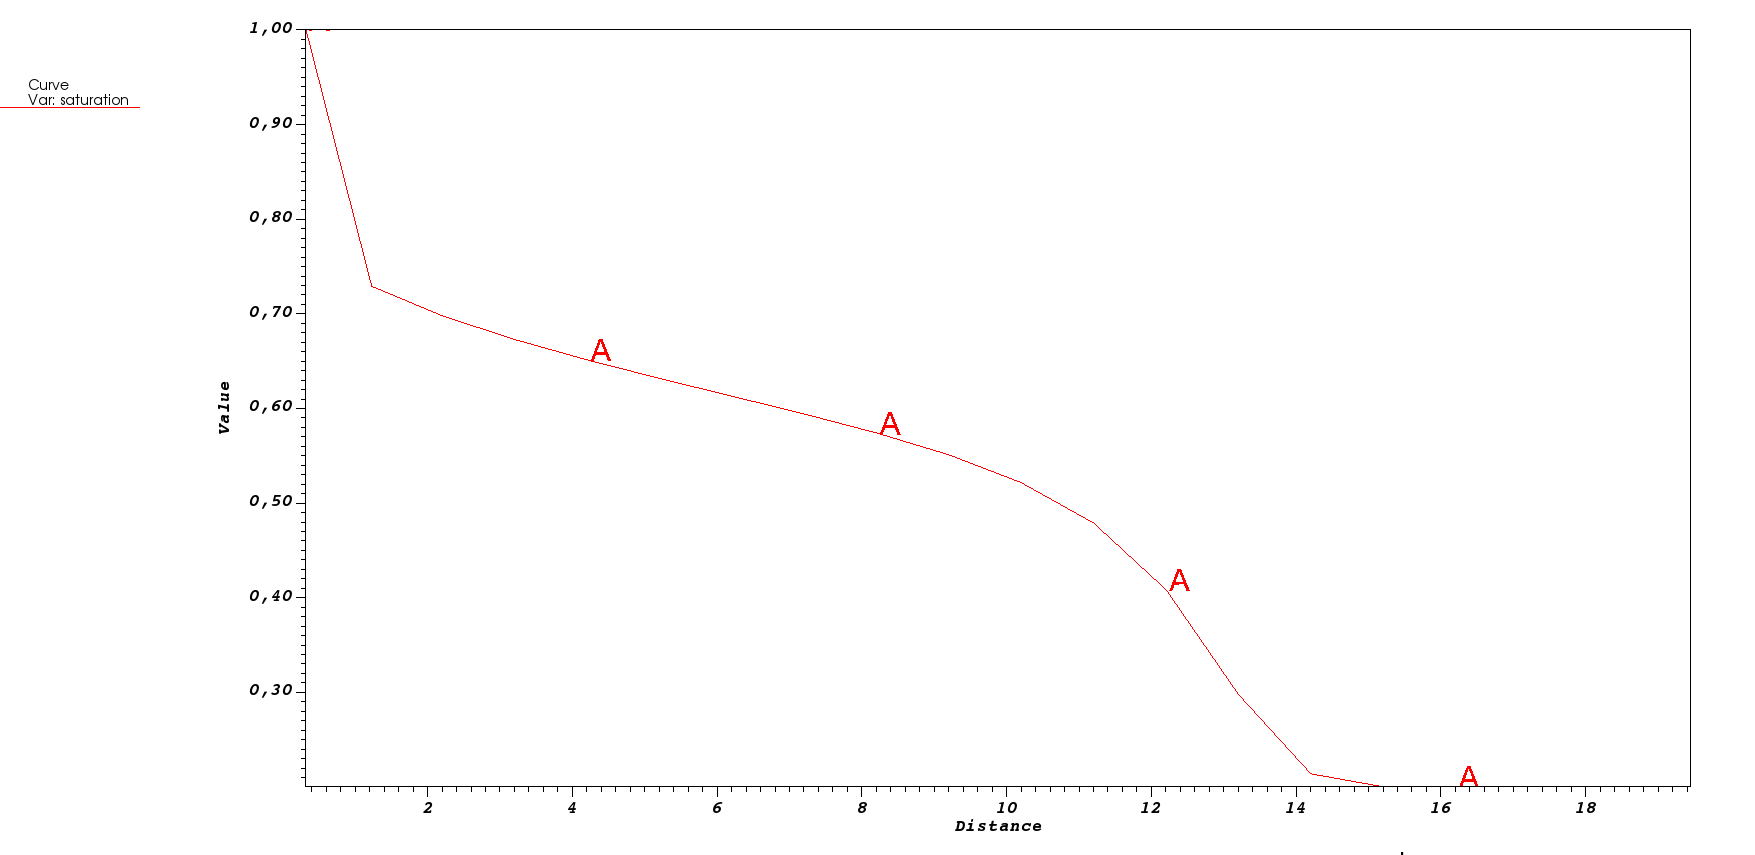 Curve
Var: saturation
1,00
0,90
0,80
0,70
0,60
0,50
0,40
0,30
Value
A
A
A
A
2 4 6 8 10 12 14 16 18
Distance